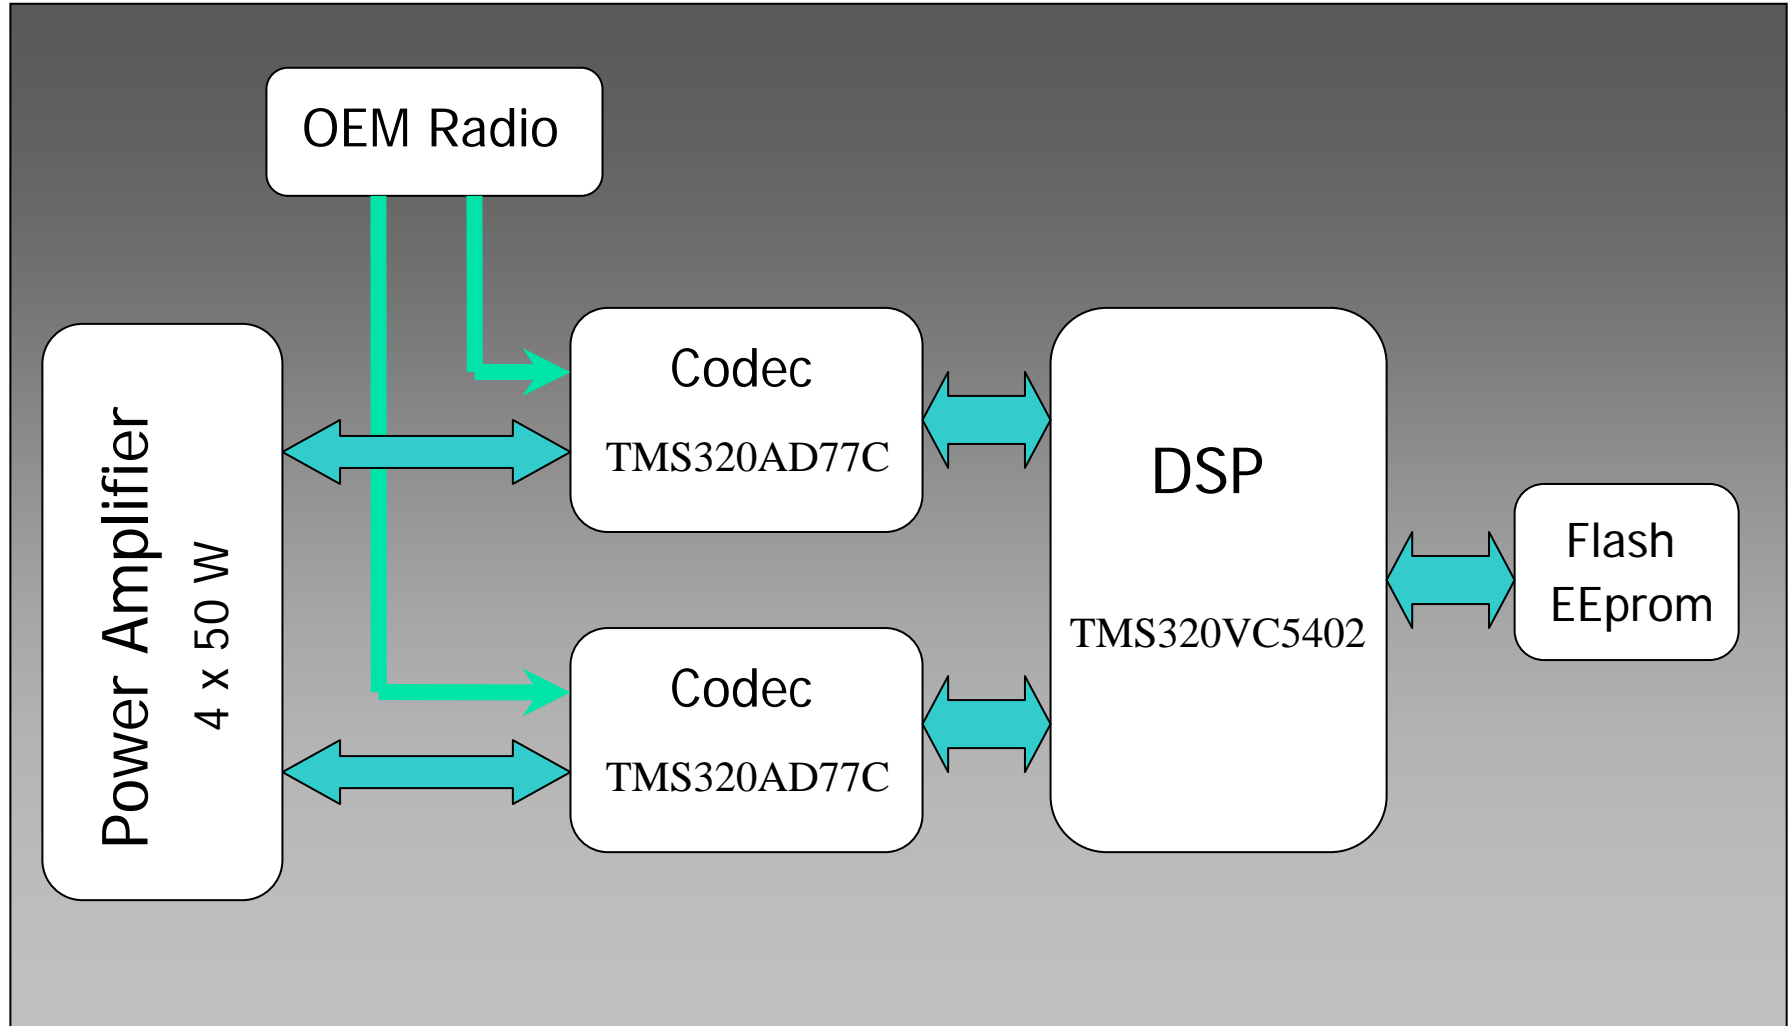 OEM Radio
Power Amplifier
4 x 50 W
Codec
TMS320AD77C
Codec
TMS320AD77C
DSP
TMS320VC5402
Flash
EEprom